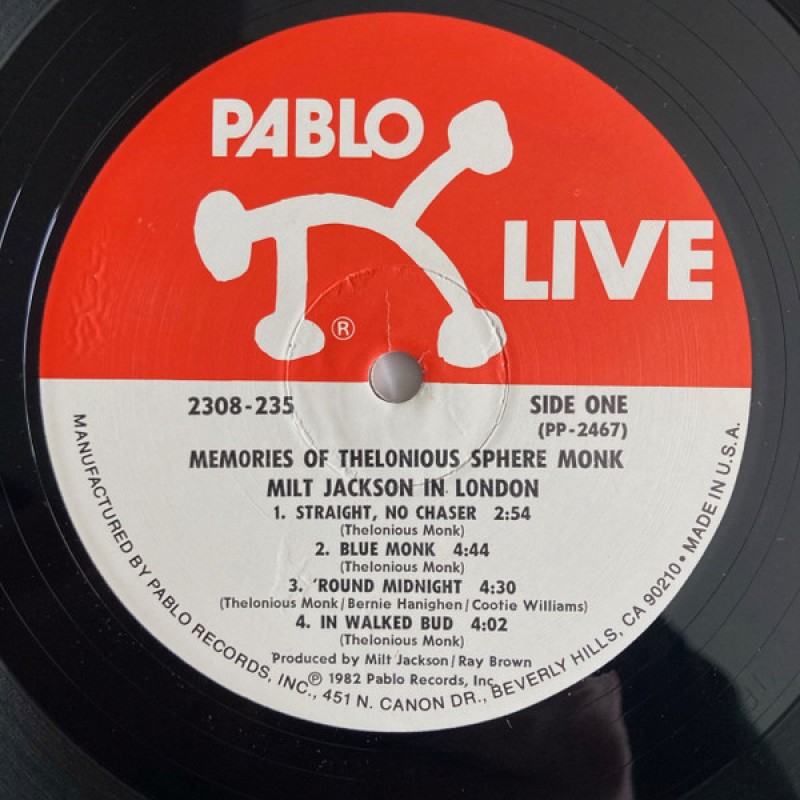 PABLO
LIVE
®
2308-235
SIDE ONE
(PP-2467)
MEMORIES OF THELONIOUS SPHERE MONK
MILT JACKSON IN LONDON
1. STRAIGHT, NO CHASER 2:54
(Thelonious Monk)
2. BLUE MONK 4:44
(Thelonious Monk)
3. 'ROUND MIDNIGHT 4:30
(Thelonious Monk/Bernie Hanighen/Cootie Williams)
4. IN WALKED BUD 4:02
(Thelonious Monk)
Produced by Milt Jackson/Ray Brown
℗ 1982 Pablo Records, Inc.
MANUFACTURED BY PABLO RECORDS, INC., 451 N. CANON DR., BEVERLY HILLS, CA 90210 • MADE IN U.S.A.